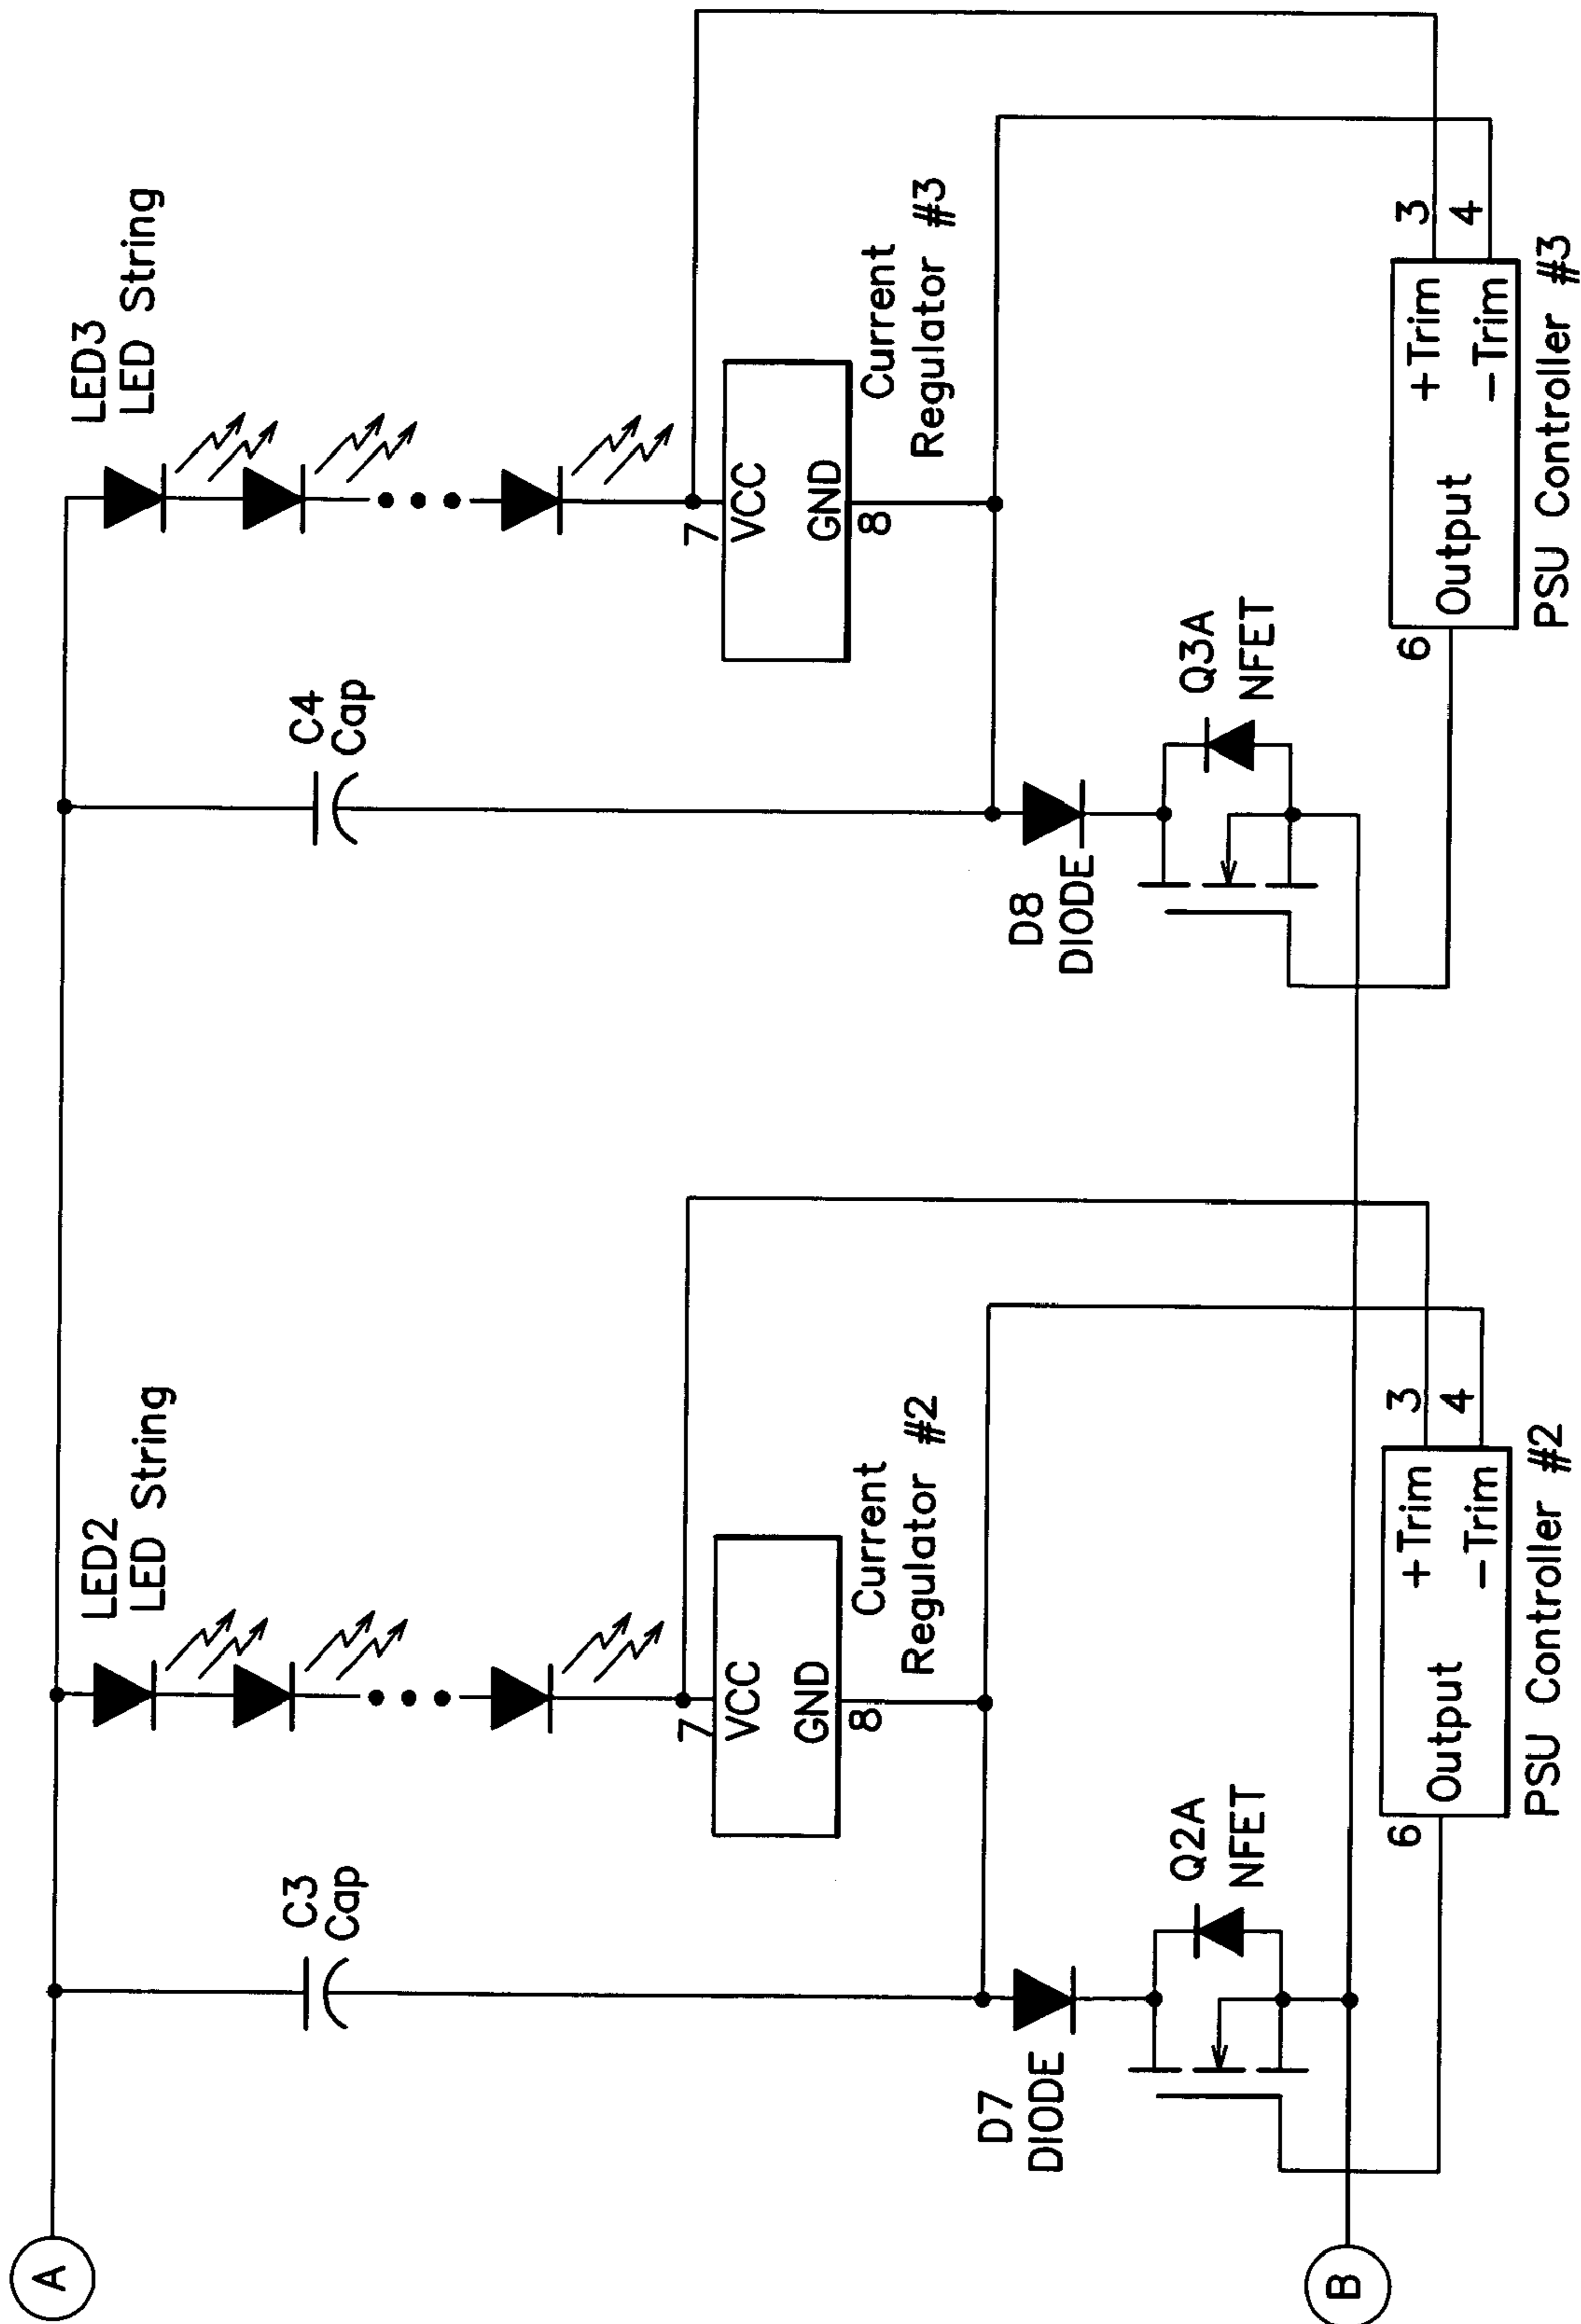 A
C3
Cap
LED2
LED String
C4
Cap
LED3
LED String
7
VCC
GND
8
Current
Regulator #2
7
VCC
GND
8
Current
Regulator #3
D7
DIODE
Q2A
NFET
D8
DIODE
Q3A
NFET
B
6
Output
+Trim
-Trim
3
4
PSU Controller #2
6
Output
+Trim
-Trim
3
4
PSU Controller #3